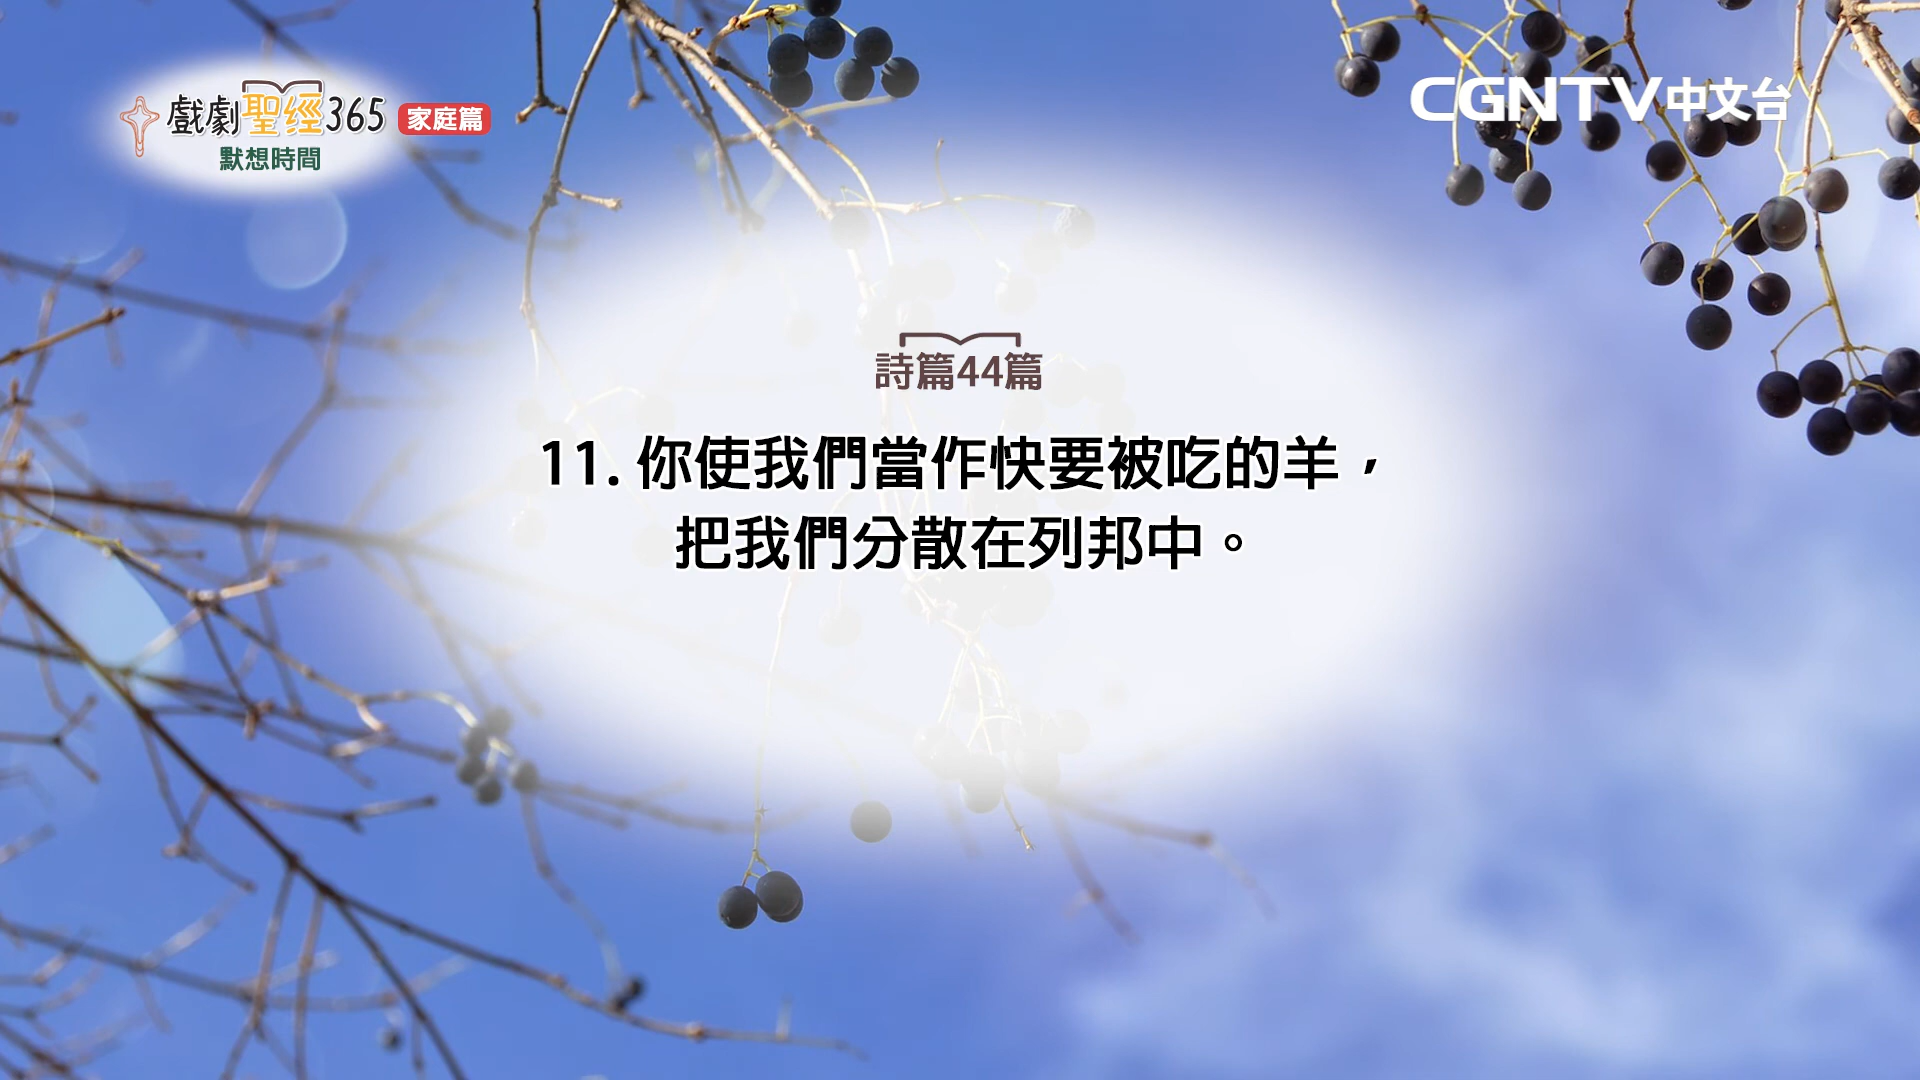 戲劇聖經365 家庭篇
默想時間
CGNTV中文台
詩篇44篇
11. 你使我們當作快要被吃的羊，
把我們分散在列邦中。